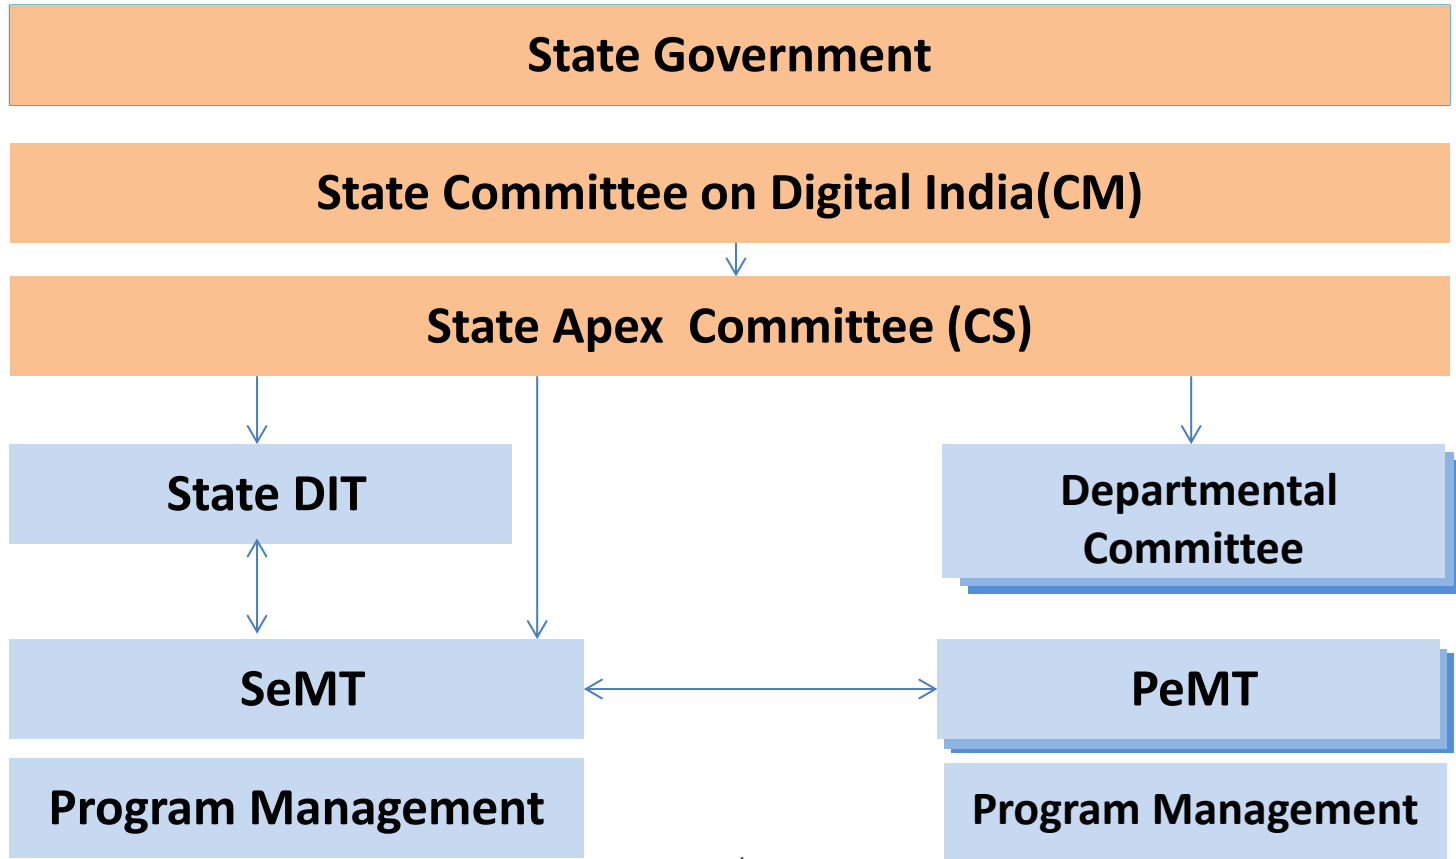 State Government
State Committee on Digital India(CM)
State Apex  Committee (CS)
State DIT
Departmental
Committee
SeMT
PeMT
Program Management
Program Management